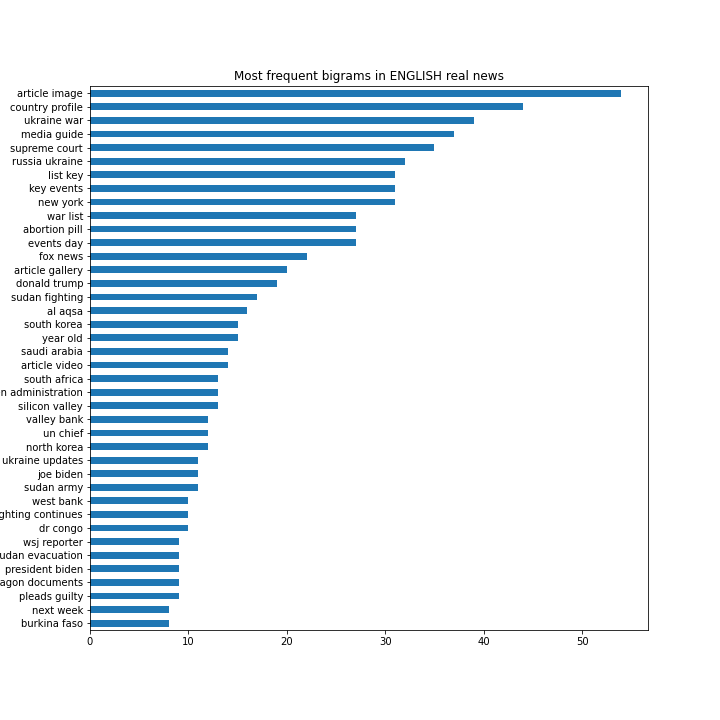 Most frequent bigrams in ENGLISH real news
article image
country profile
ukraine war
media guide
supreme court
russia ukraine
list key
key events
new york
war list
abortion pill
events day
fox news
article gallery
donald trump
sudan fighting
al aqsa
south korea
year old
saudi arabia
article video
south africa
n administration
silicon valley
valley bank
un chief
north korea
ukraine updates
joe biden
sudan army
west bank
ghting continues
dr congo
wsj reporter
udan evacuation
president biden
agon documents
pleads guilty
next week
burkina faso
0 10 20 30 40 50